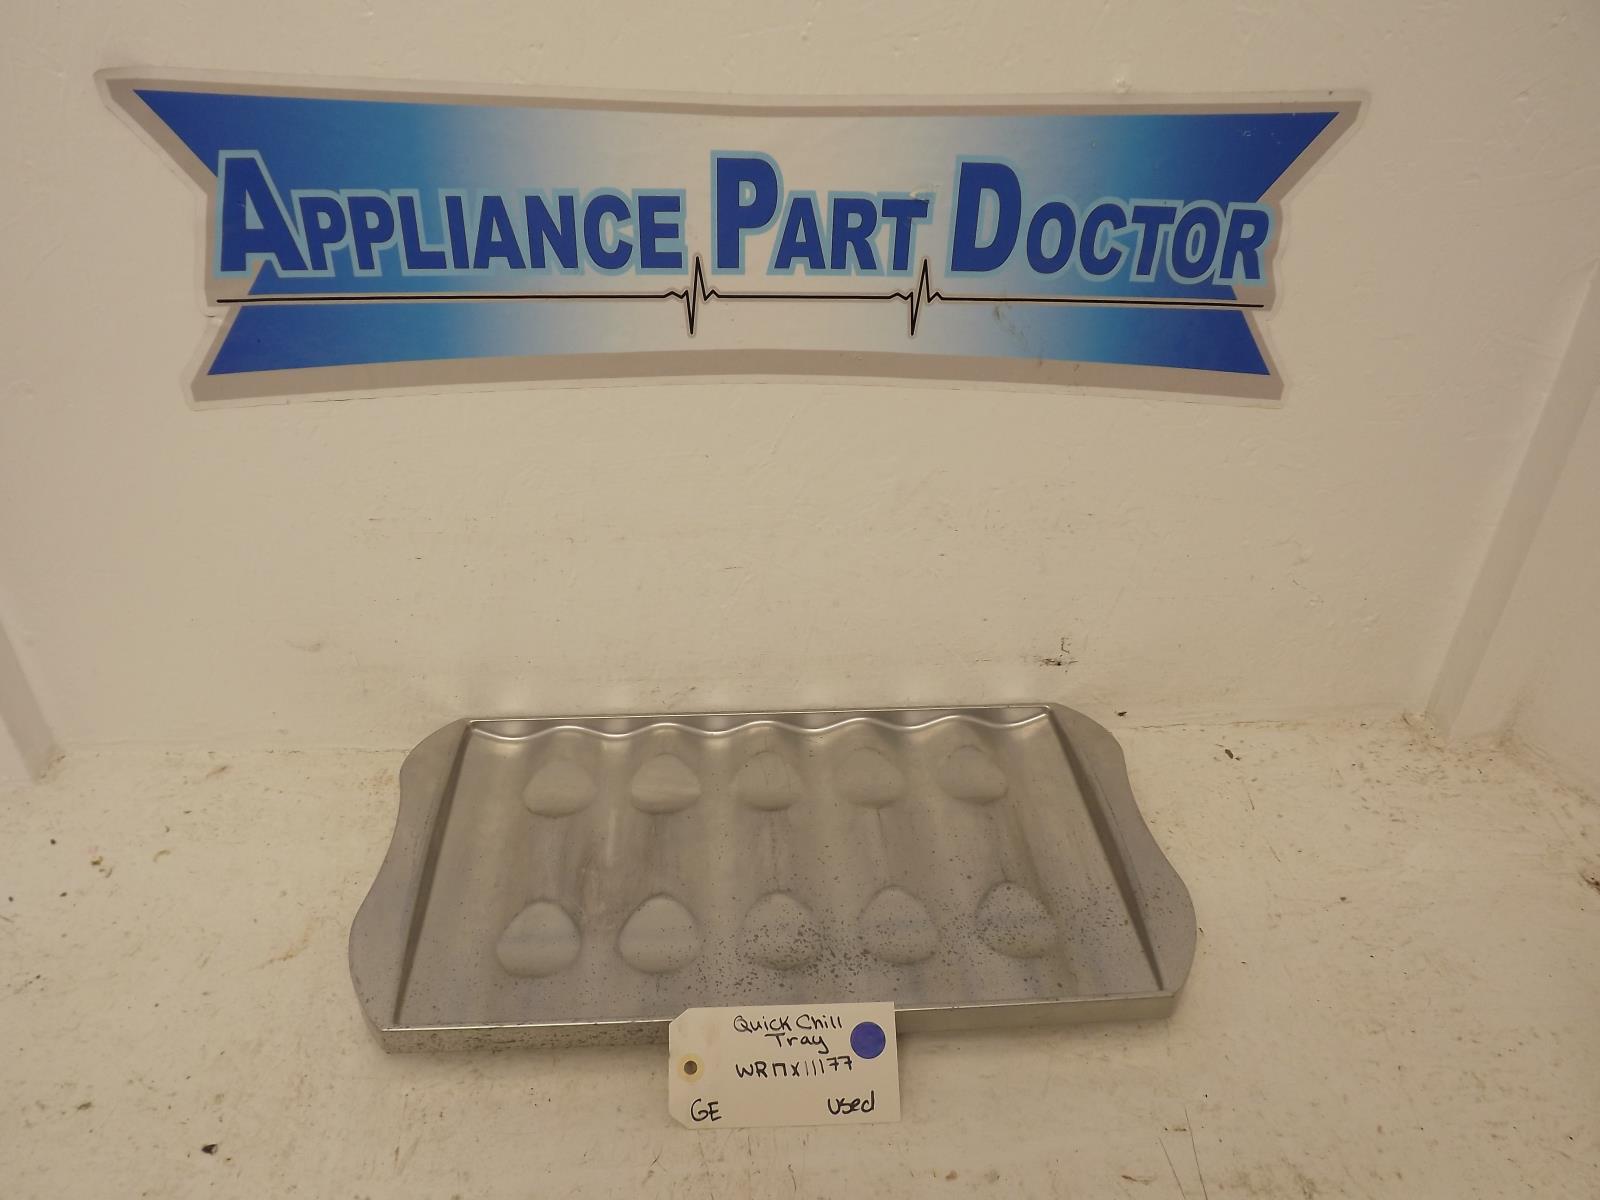 APPLIANCE PART DOCTOR
Quick Chill
Tray
WR17X11177
GE
Used